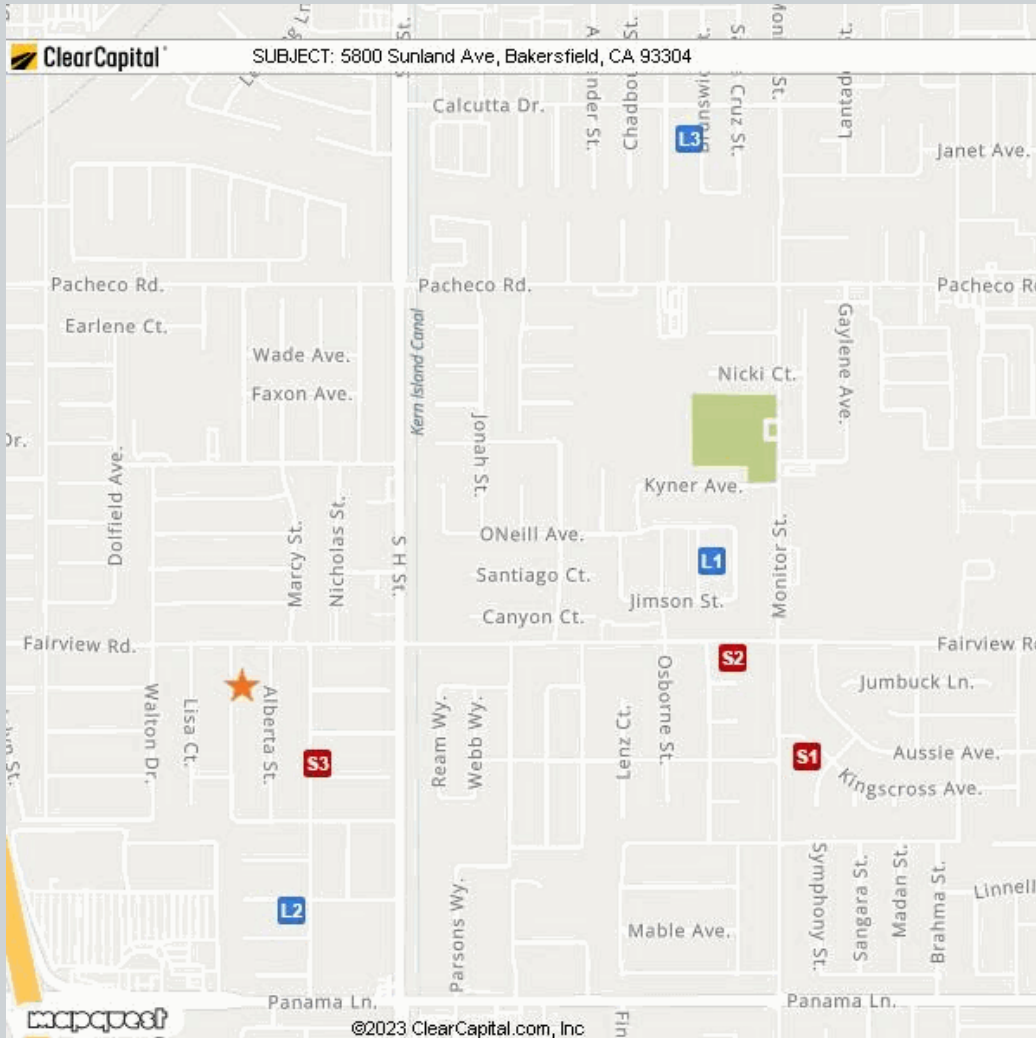 ClearCapital
SUBJECT: 5800 Sunland Ave, Bakersfield, CA 93304
Calcutta Dr.
Janet Ave.
Pacheco Rd.
Pacheco Rd.
Pacheco
Earlene Ct.
Wade Ave.
Faxon Ave.
Kern Island Canal
Nicki Ct.
Gaylene Ave.
Jonah St.
Dolfield Ave.
Kyner Ave.
Marcy St.
Nicholas St.
S H St.
ONeill Ave.
Santiago Ct.
Canyon Ct.
Jimson St.
Monitor St.
L3
L1
Fairview Rd.
Fairview
S2
Walton Dr.
Lisa Ct.
Alberta St.
S3
Ream Wy.
Webb Wy.
Lenz Ct.
Osborne St.
Jumbuck Ln.
S1
Aussie Ave.
Kingscross Ave.
L2
Parsons Wy.
Mable Ave.
Symphony St.
Sangara St.
Madan St.
Brahma St.
Linnell
Panama Ln.
Panama Ln.
mapquest
©2023 ClearCapital.com, Inc